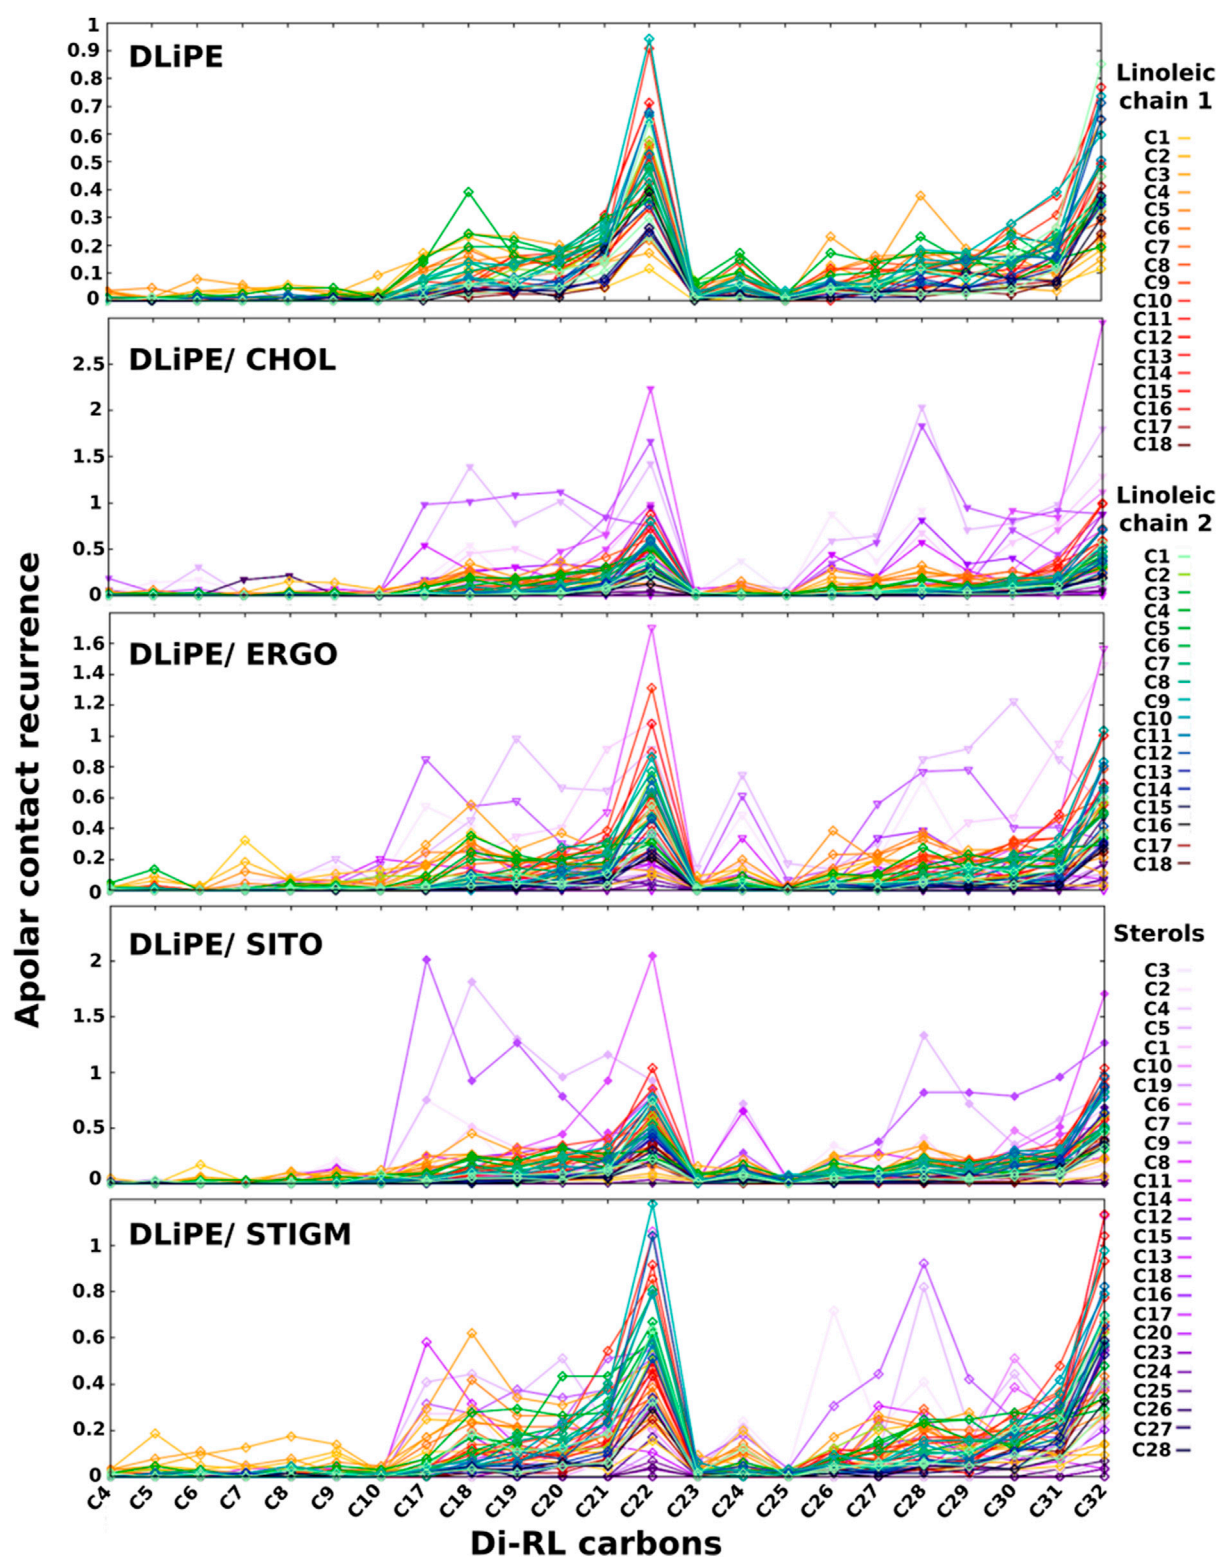 Apolar contact recurrence
DLiPE
1
0.9
0.8
0.7
0.6
0.5
0.4
0.3
0.2
0.1
0
DLiPE/ CHOL
2.5
2
1.5
1
0.5
0
DLiPE/ ERGO
1.6
1.4
1.2
1
0.8
0.6
0.4
0.2
0
DLiPE/ SITO
2
1.5
1
0.5
0
DLiPE/ STIGM
1
0.8
0.6
0.4
0.2
0
C4 C5 C6 C7 C8 C9 C10 C17 C18 C19 C20 C21 C22 C23 C24 C25 C26 C27 C28 C29 C30 C31 C32
Di-RL carbons
Linoleic
chain 1
C1
C2
C3
C4
C5
C6
C7
C8
C9
C10
C11
C12
C13
C14
C15
C16
C17
C18
Linoleic
chain 2
C1
C2
C3
C4
C5
C6
C7
C8
C9
C10
C11
C12
C13
C14
C15
C16
C17
C18
Sterols
C3
C2
C4
C5
C1
C10
C19
C6
C7
C9
C8
C11
C14
C12
C15
C13
C18
C16
C17
C20
C23
C24
C25
C26
C27
C28